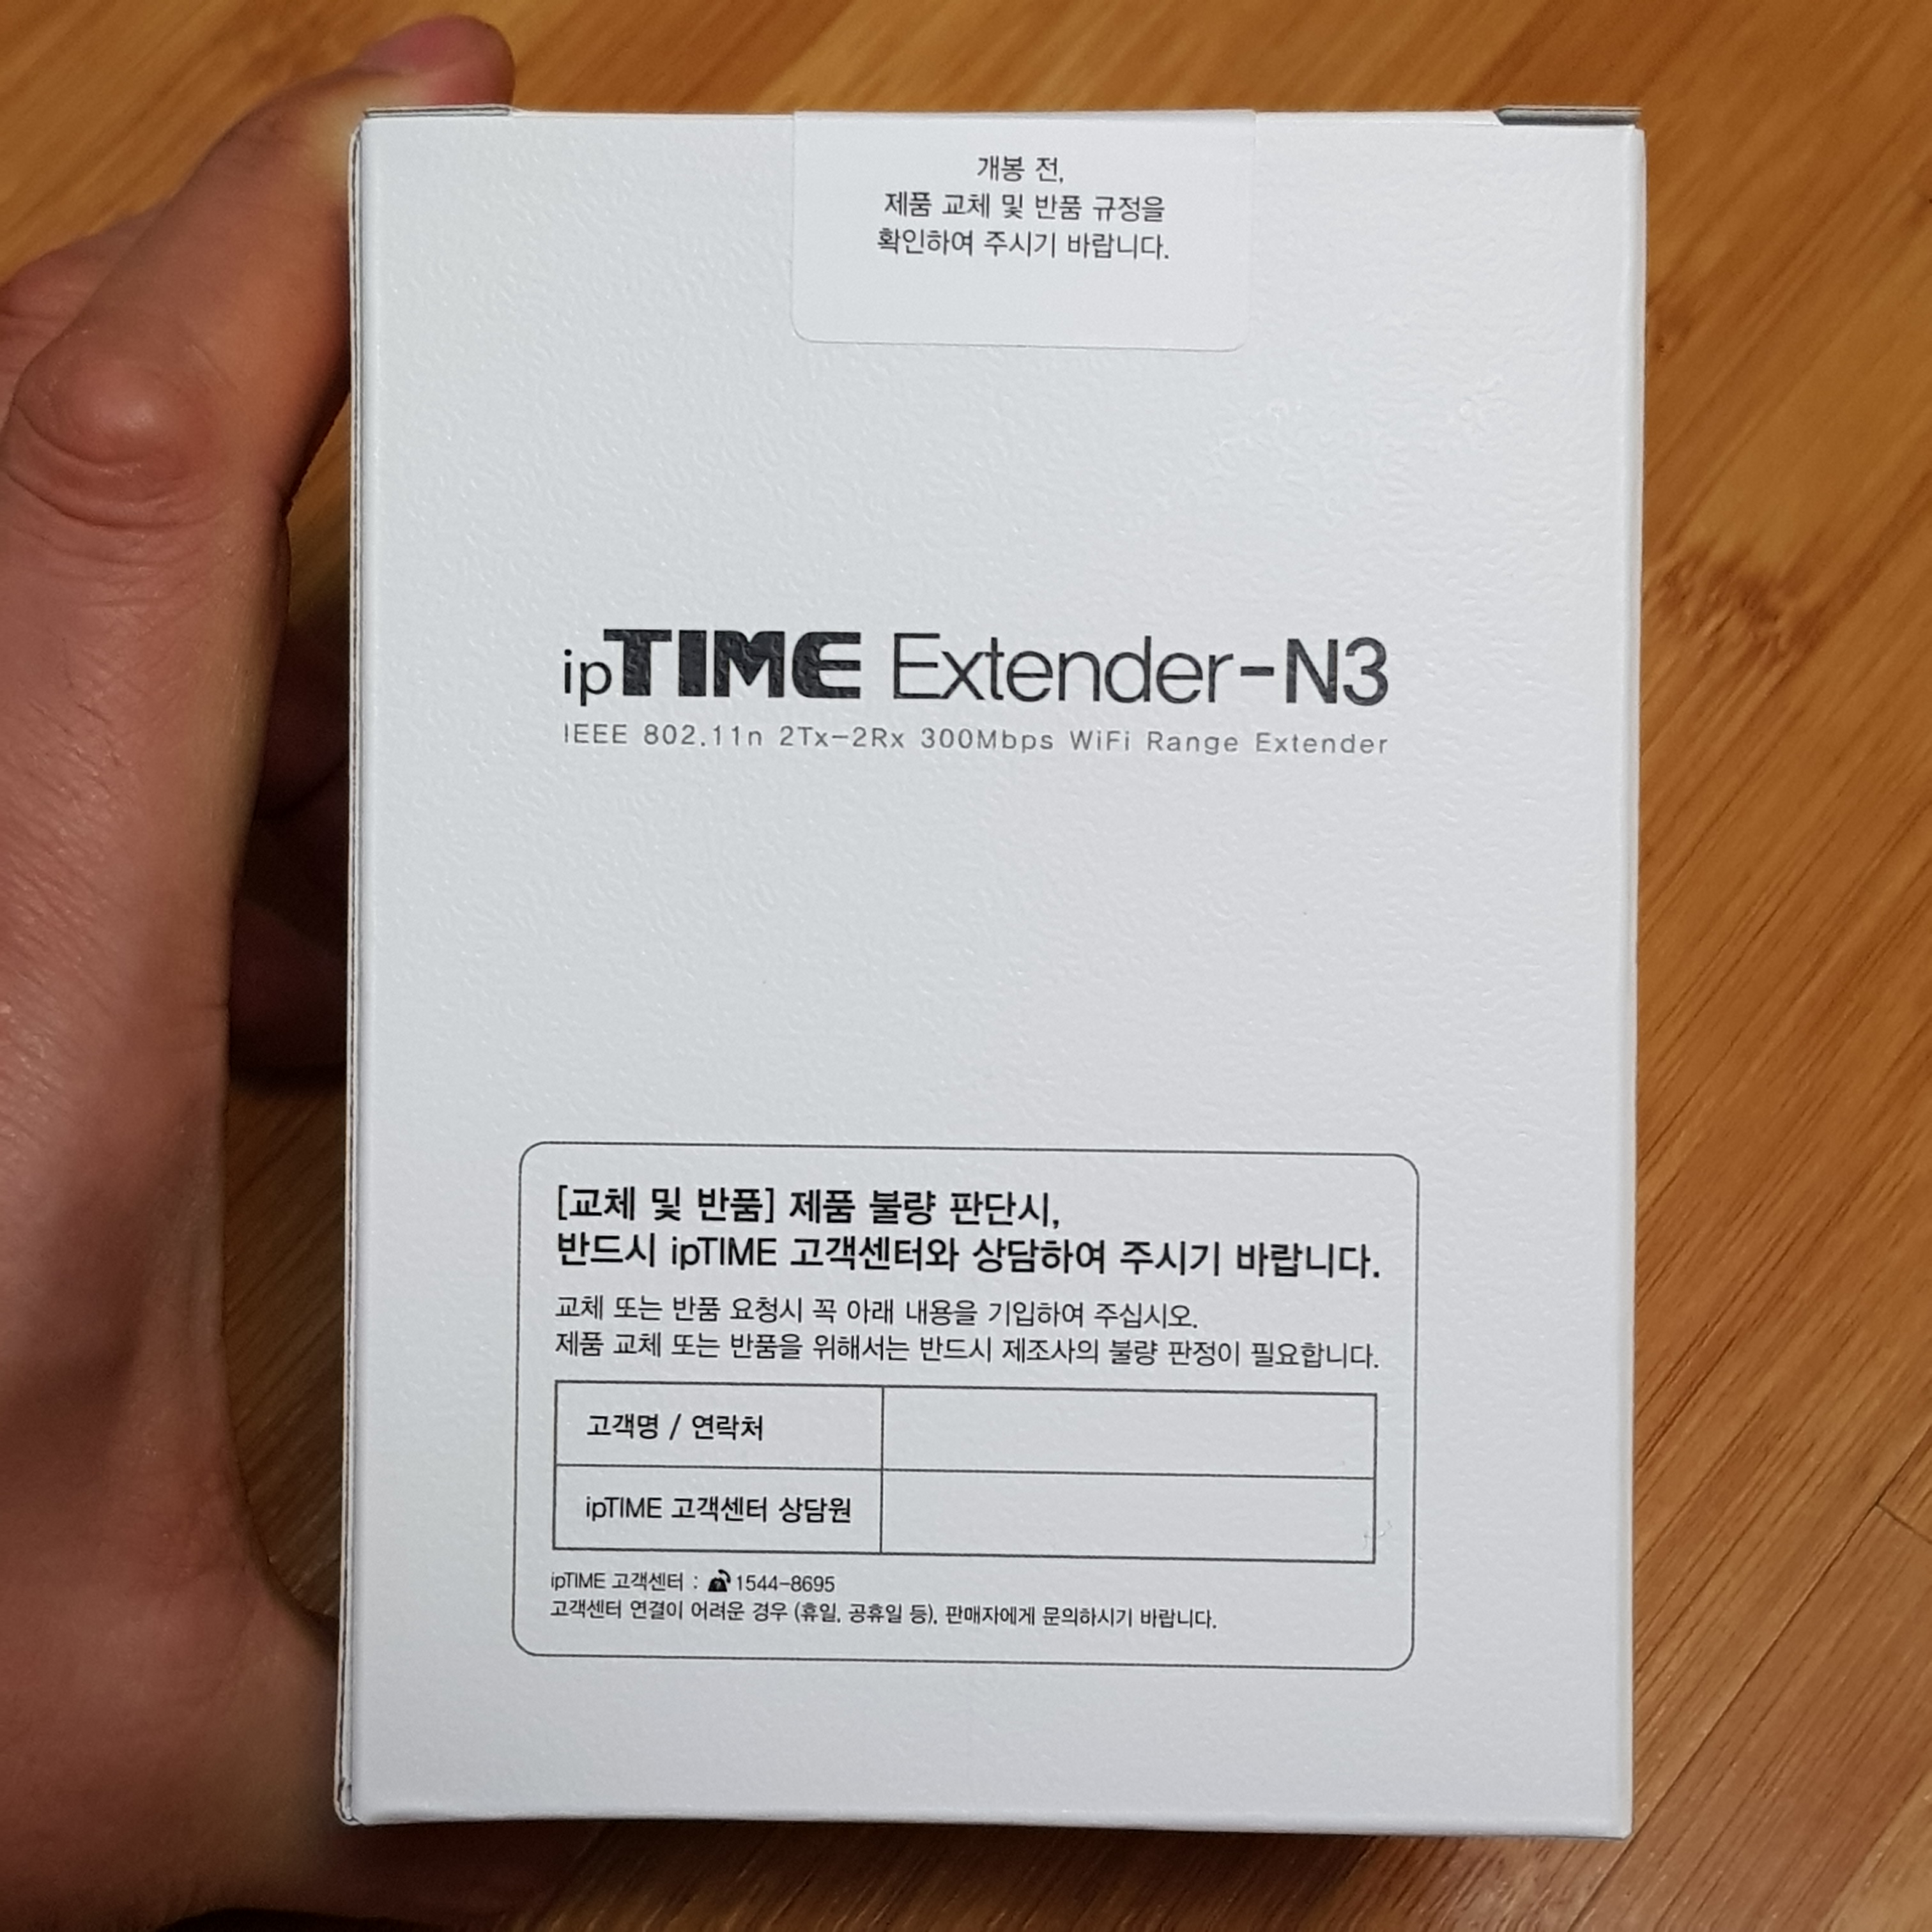 개봉 전,
제품 교체 및 반품 규정을
확인하여 주시기 바랍니다.
ipTIME Extender-N3
IEEE 802.11n 2Tx-2Rx 300Mbps WiFi Range Extender
[교체 및 반품] 제품 불량 판단시,
반드시 ipTIME 고객센터와 상담하여 주시기 바랍니다.
교체 또는 반품 요청시 꼭 아래 내용을 기입하여 주십시오.
제품 교체 또는 반품을 위해서는 반드시 제조사의 불량 판정이 필요합니다.
고객명 / 연락처
ipTIME 고객센터 상담원
ipTIME 고객센터 : 1544-8695
고객센터 연결이 어려운 경우 (휴일, 공휴일 등), 판매자에게 문의하시기 바랍니다.